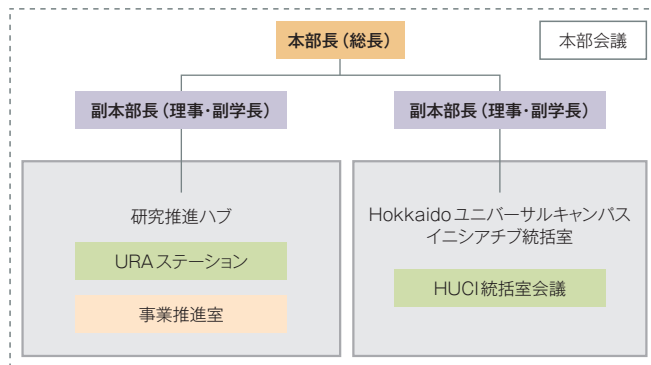 本部長（総長）
本部会議
副本部長（理事・副学長）
副本部長（理事・副学長）
研究推進ハブ
URAステーション
事業推進室
Hokkaidoユニバーサルキャンパス
イニシアチブ統括室
HUCI統括室会議